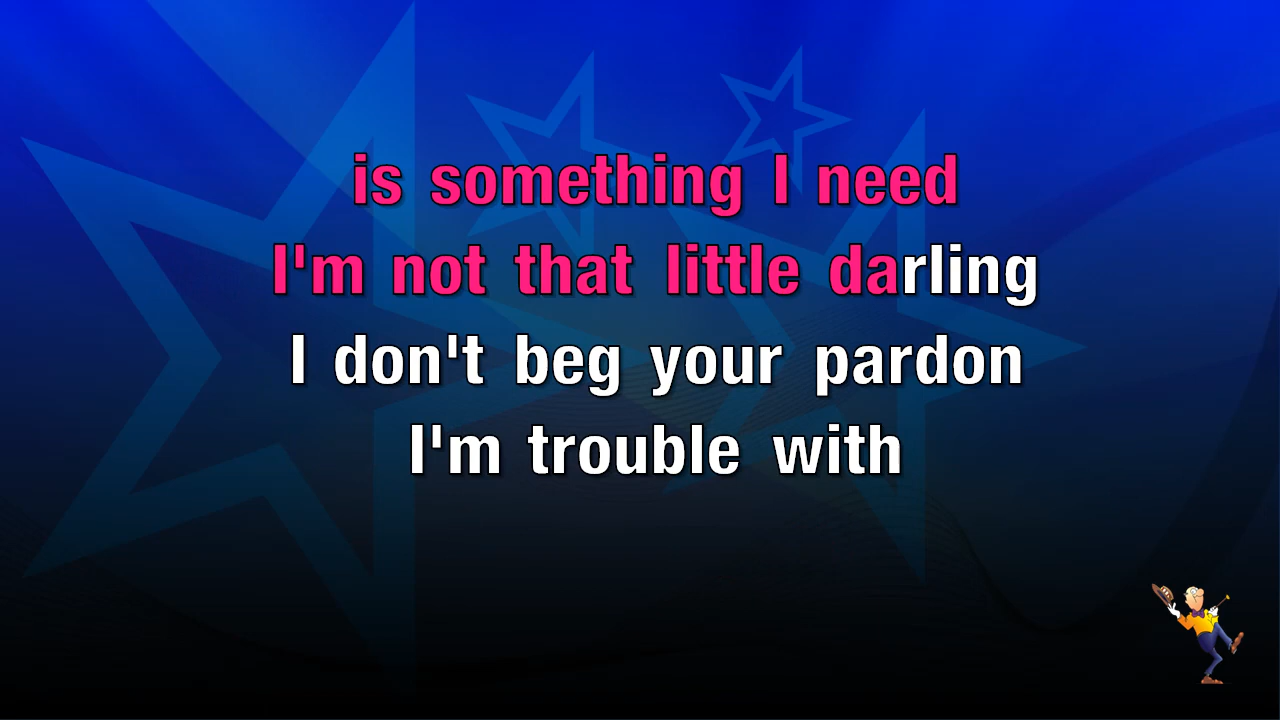 is something I need
I'm not that little darling
I don't beg your pardon
I'm trouble with